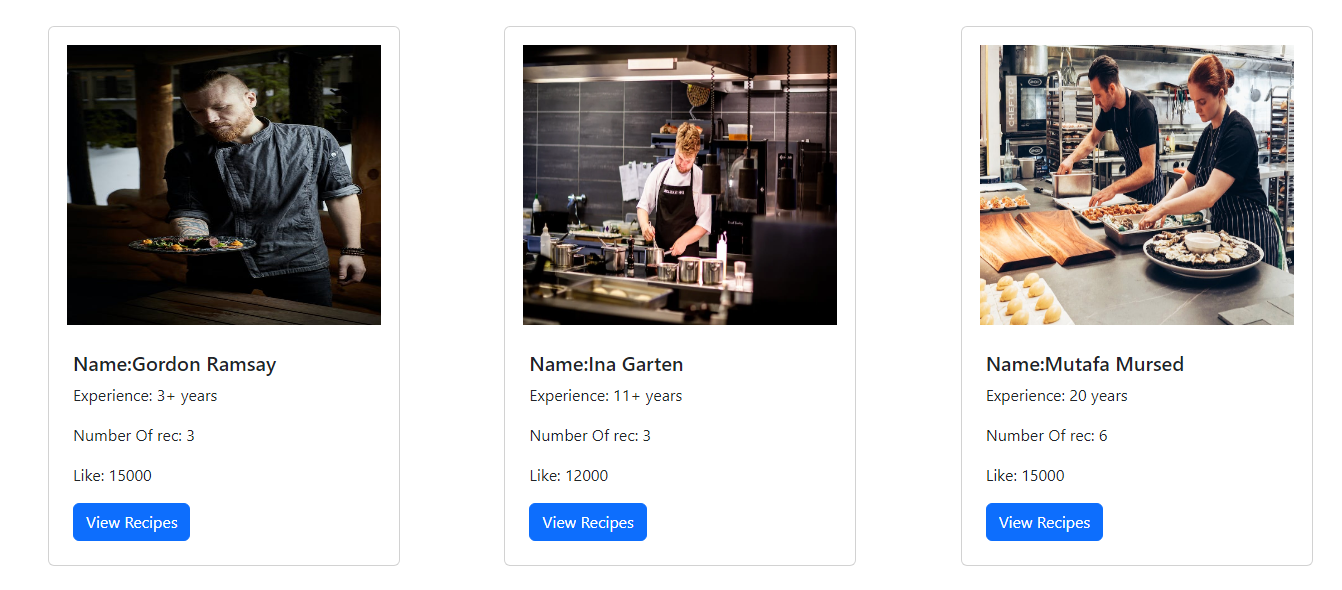 Name:Gordon Ramsay
Experience: 3+ years
Number Of rec: 3
Like: 15000
View Recipes
Name:Ina Garten
Experience: 11+ years
Number Of rec: 3
Like: 12000
View Recipes
Name:Mutafa Mursed
Experience: 20 years
Number Of rec: 6
Like: 15000
View Recipes